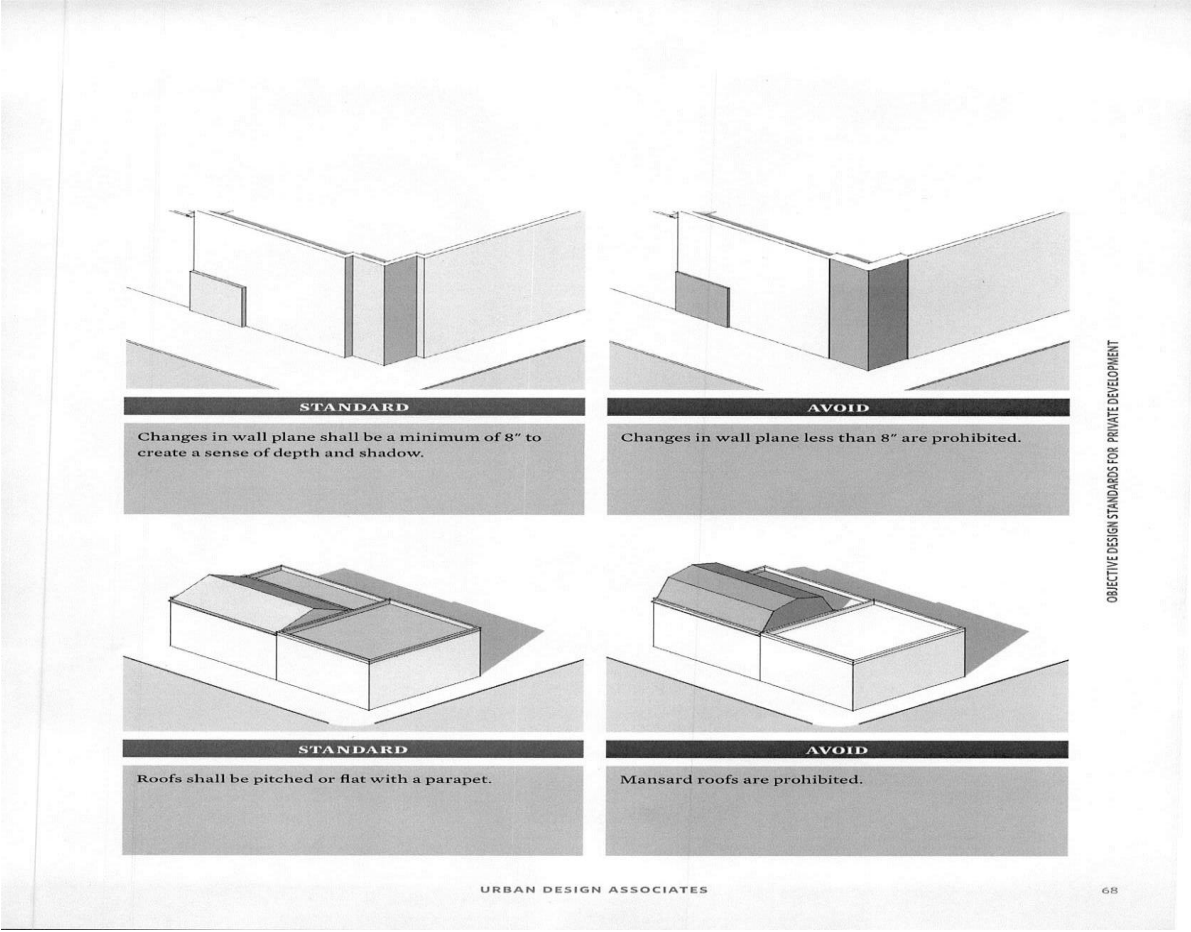 STANDARD
Changes in wall plane shall be a minimum of 8" to
create a sense of depth and shadow.
AVOID
Changes in wall plane less than 8" are prohibited.
STANDARD
Roofs shall be pitched or flat with a parapet.
AVOID
Mansard roofs are prohibited.
OBJECTIVE DESIGN STANDARDS FOR PRIVATE DEVELOPMENT
URBAN DESIGN ASSOCIATES
68